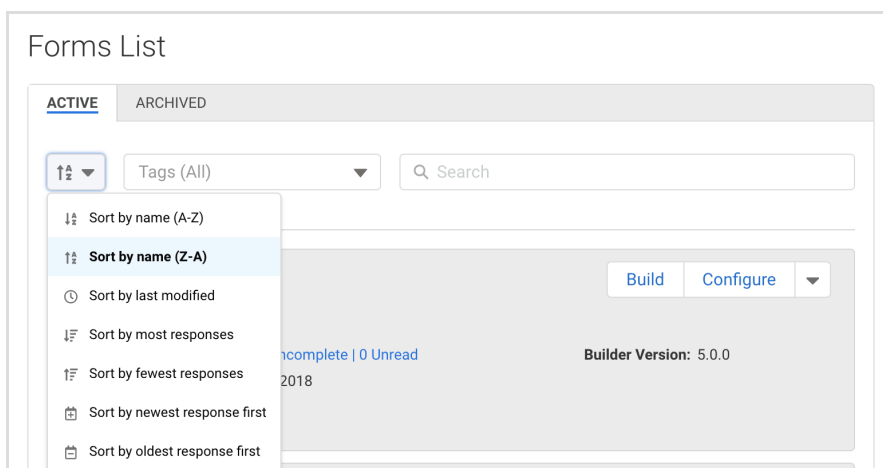 Forms List
ACTIVE ARCHIVED
Tags (All) Search
Sort by name (A-Z)
Sort by name (Z-A)
Sort by last modified
Sort by most responses
Sort by fewest responses
Sort by newest response first
Sort by oldest response first
Build Configure
ncomplete | 0 Unread Builder Version: 5.0.0
2018